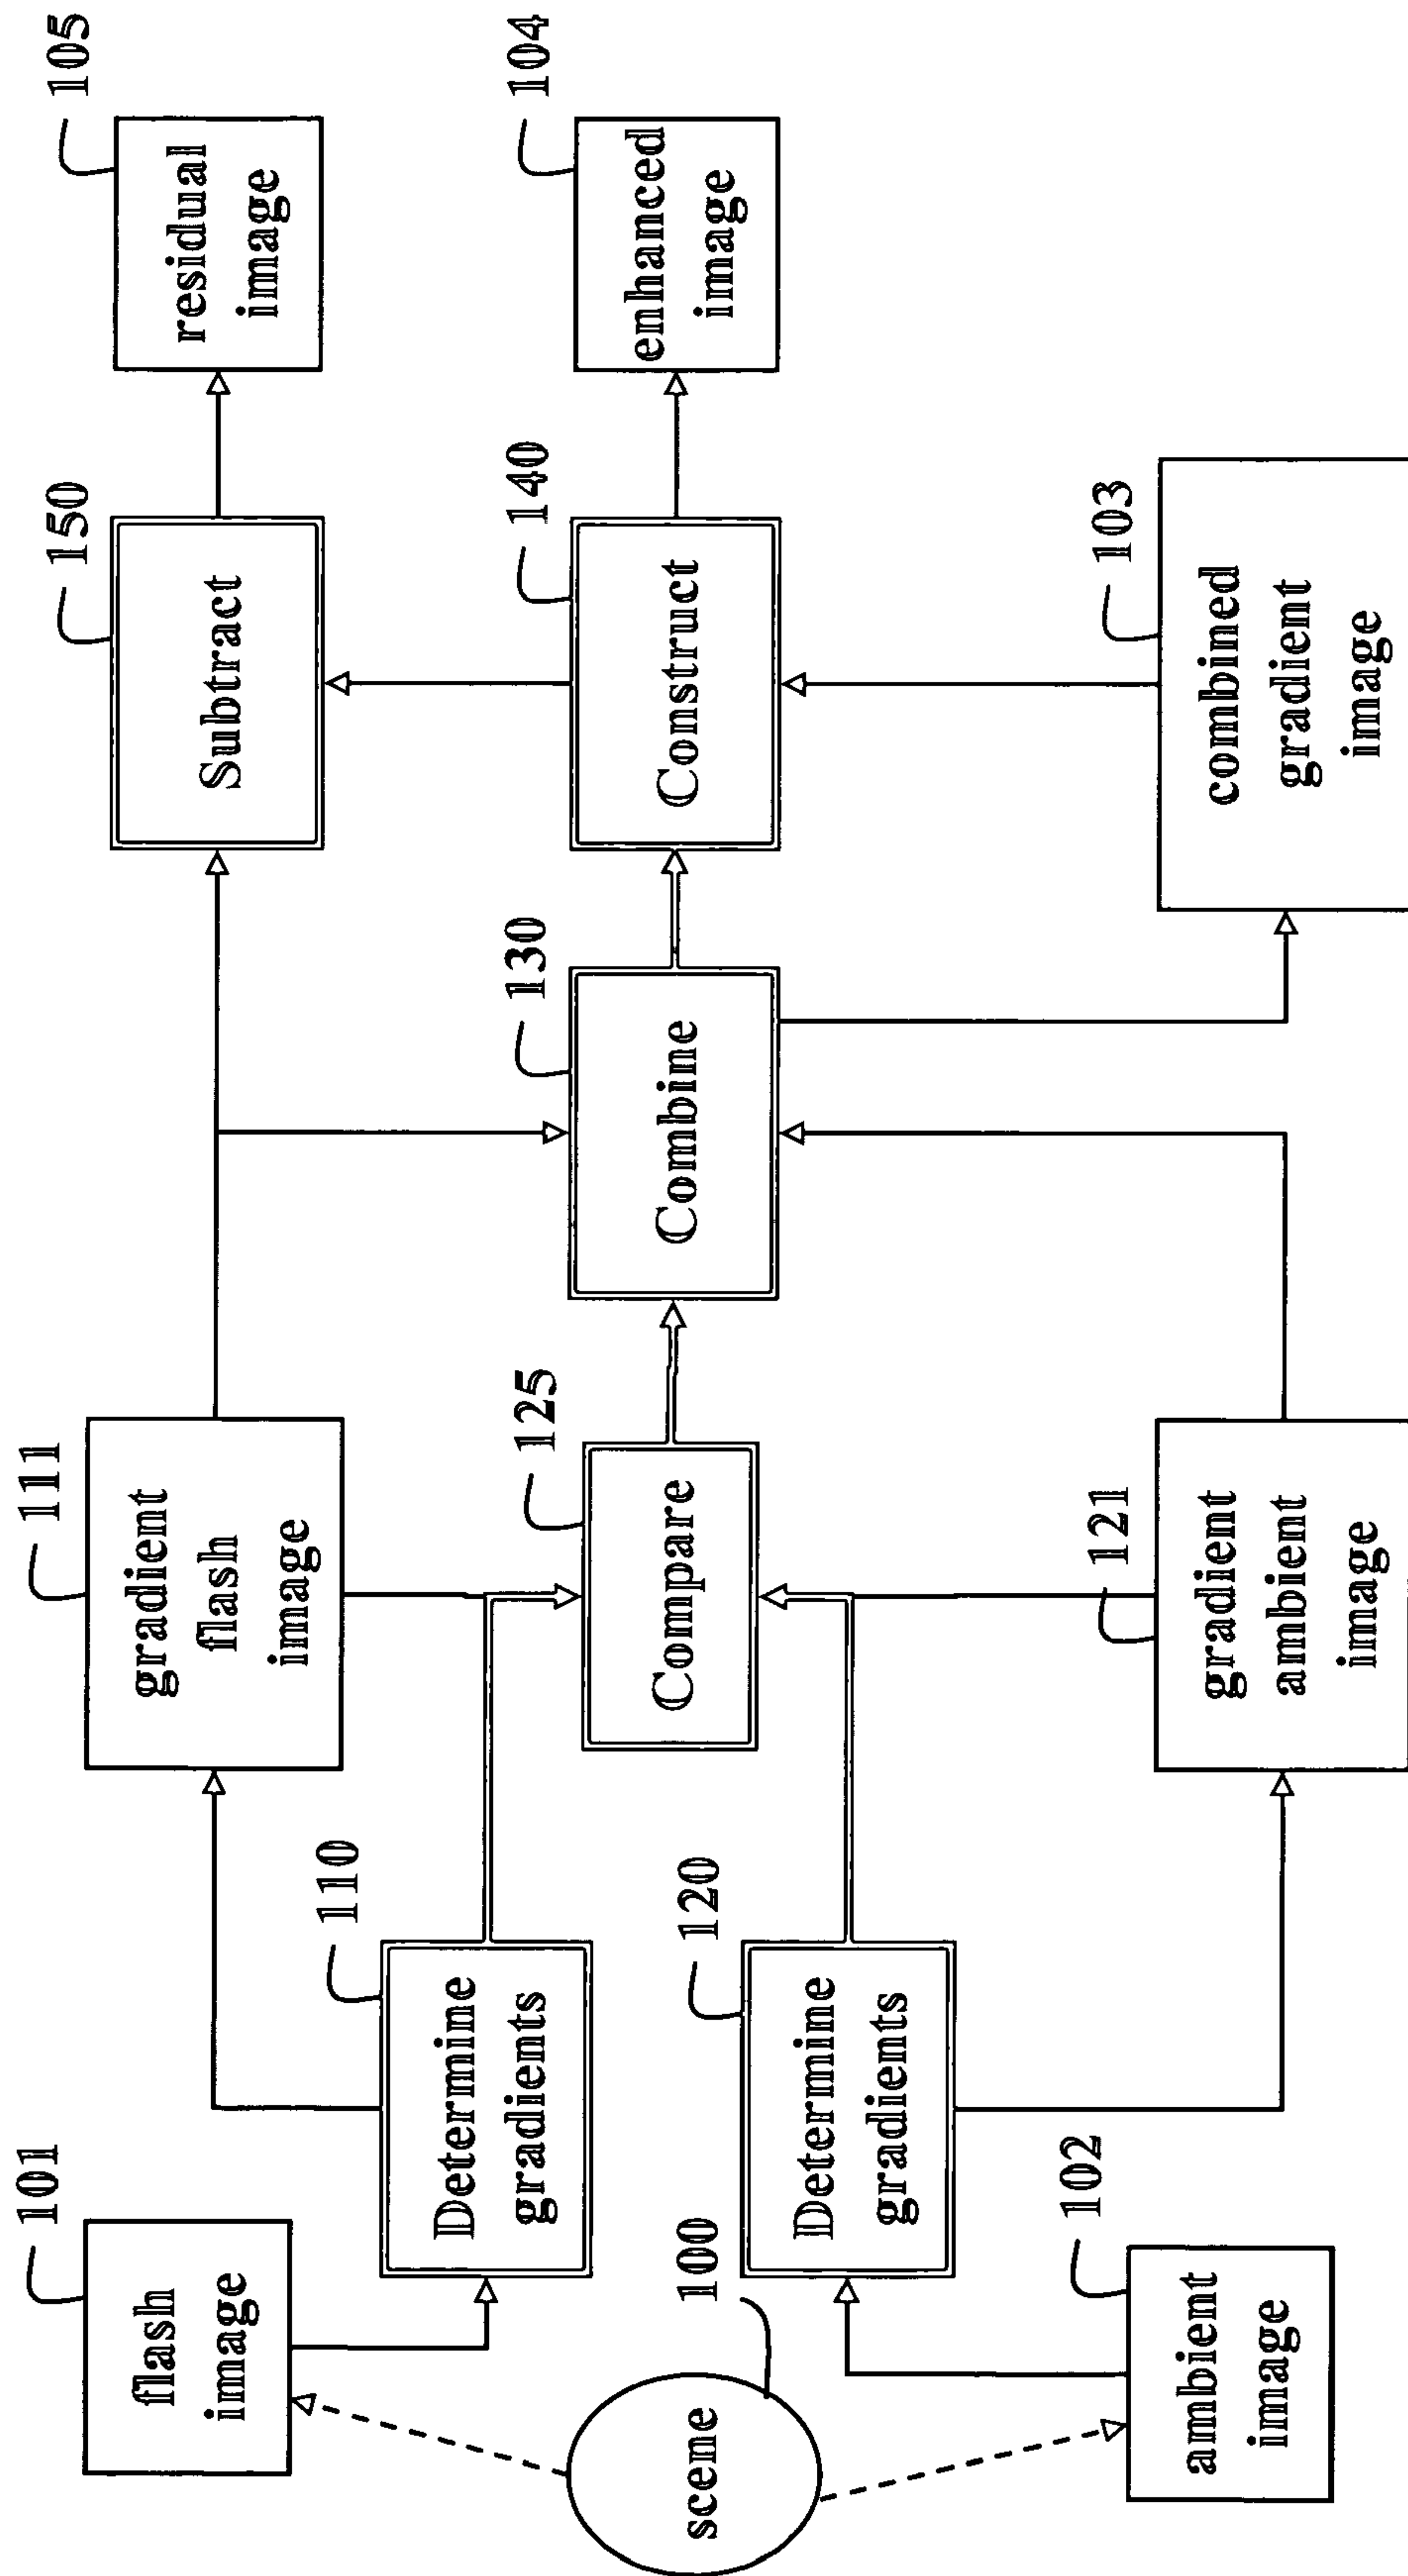 101
flash
image
110
Determine
gradients
111
gradient
flash
image
150
Subtract
105
residual
image
scene
100
125
Compare
130
Combine
140
Construct
104
enhanced
image
120
Determine
gradients
102
ambient
image
121
gradient
ambient
image
103
combined
gradient
image